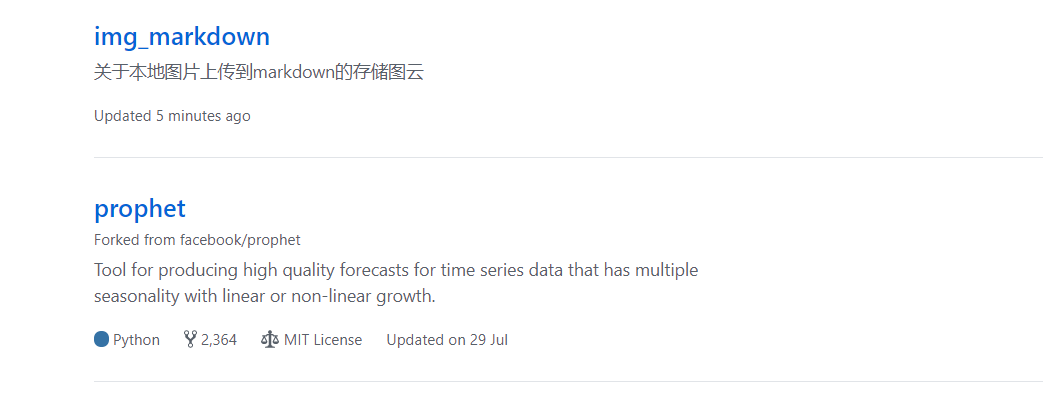 img_markdown
关于本地图片上传到markdown的存储图云
Updated 5 minutes ago
prophet
Forked from facebook/prophet
Tool for producing high quality forecasts for time series data that has multiple
seasonality with linear or non-linear growth.
Python 2,364 MIT License Updated on 29 Jul